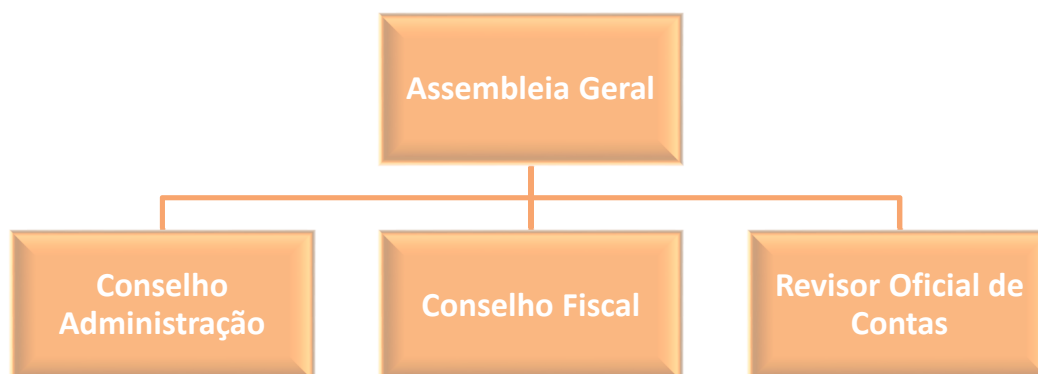 Assembleia Geral
Conselho
Administração
Conselho Fiscal
Revisor Oficial de
Contas